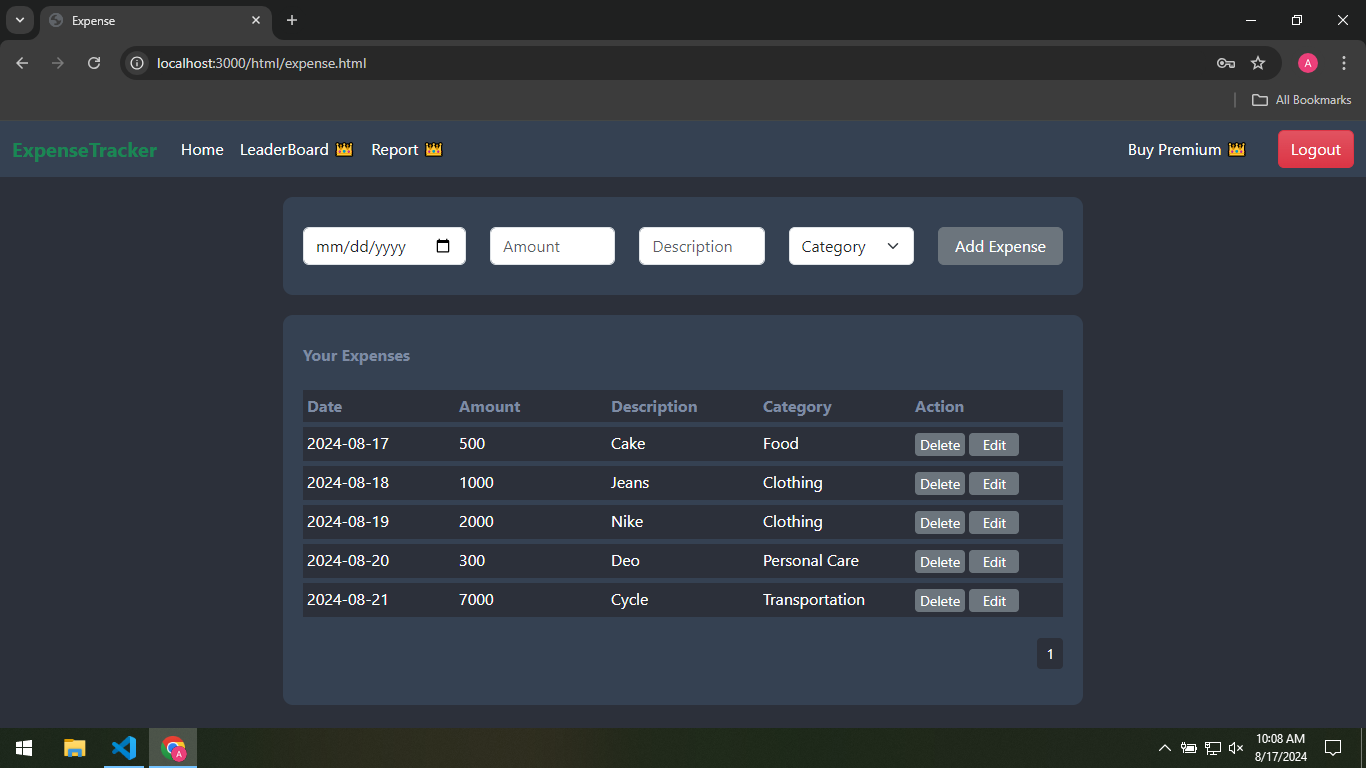 Expense
localhost:3000/html/expense.html
All Bookmarks
A
ExpenseTracker Home LeaderBoard Report Buy Premium Logout
mm/dd/yyyy Amount Description Category Add Expense
Your Expenses
Date Amount Description Category Action
2024-08-17 500 Cake Food Delete Edit
2024-08-18 1000 Jeans Clothing Delete Edit
2024-08-19 2000 Nike Clothing Delete Edit
2024-08-20 300 Deo Personal Care Delete Edit
2024-08-21 7000 Cycle Transportation Delete Edit
1
A
10:08 AM
8/17/2024